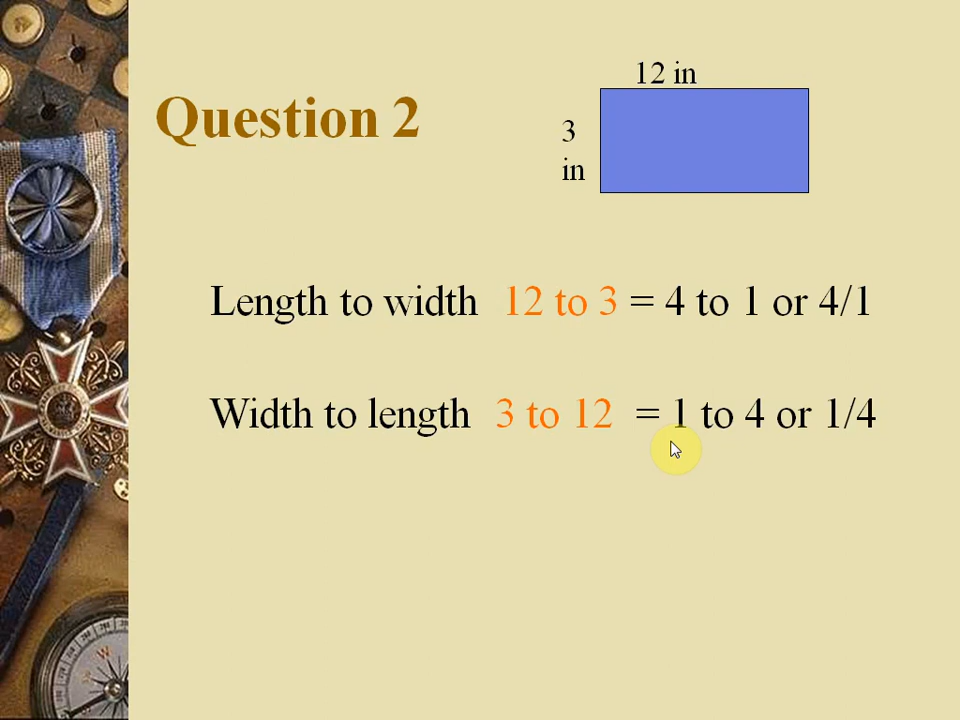 Question 2
12 in
3
in
Length to width 12 to 3 = 4 to 1 or 4/1
Width to length 3 to 12 = 1 to 4 or 1/4
W